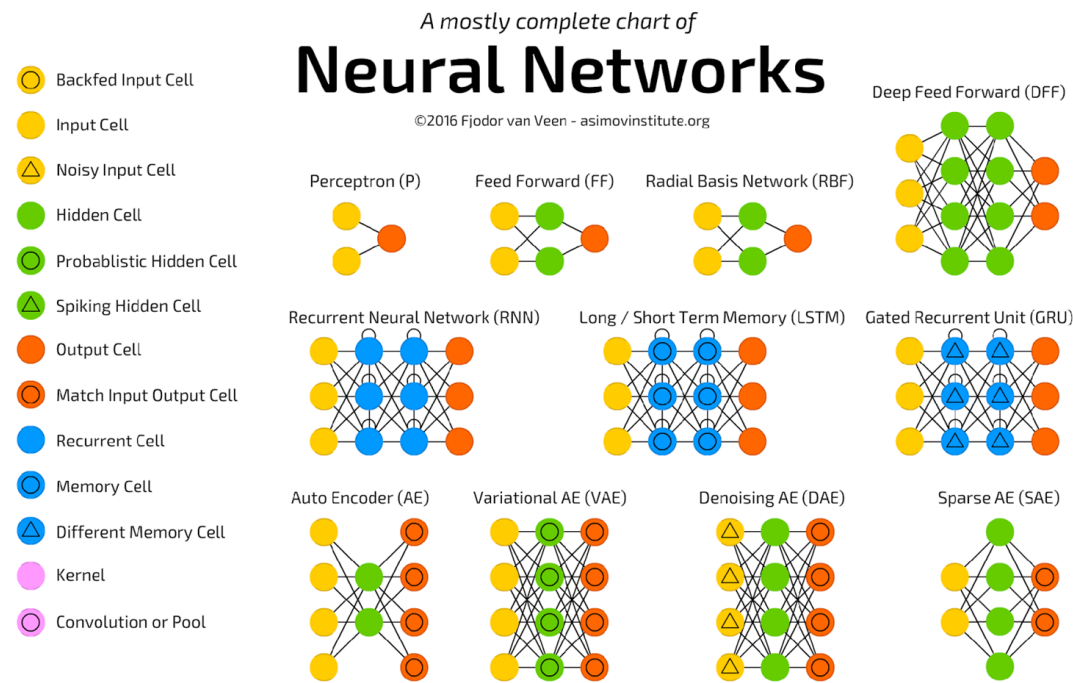 A mostly complete chart of
Neural Networks
©2016 Fjodor van Veen - asimovinstitute.org
Backfed Input Cell
Input Cell
Noisy Input Cell
Hidden Cell
Probablistic Hidden Cell
Spiking Hidden Cell
Output Cell
Match Input Output Cell
Recurrent Cell
Memory Cell
Different Memory Cell
Kernel
Convolution or Pool
Deep Feed Forward (DFF)
Perceptron (P)
Feed Forward (FF)
Radial Basis Network (RBF)
Recurrent Neural Network (RNN)
Long / Short Term Memory (LSTM)
Gated Recurrent Unit (GRU)
Auto Encoder (AE)
Variational AE (VAE)
Denoising AE (DAE)
Sparse AE (SAE)